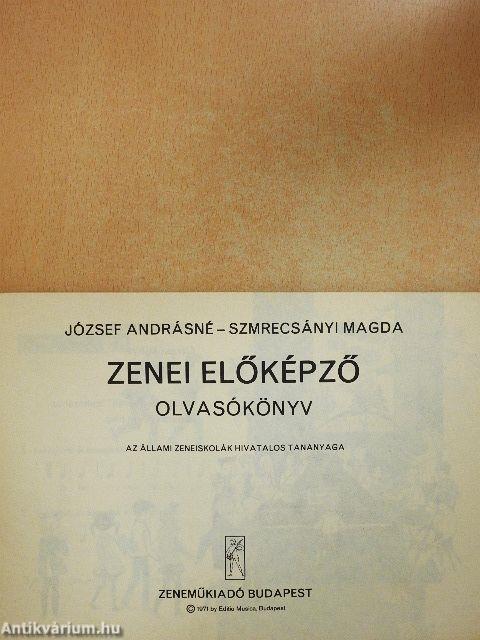 JÓZSEF ANDRÁSNÉ – SZMRECSÁNYI MAGDA
ZENEI ELŐKÉPZŐ
OLVASÓKÖNYV
AZ ÁLLAMI ZENEISKOLÁK HIVATALOS TANANYAGA
ZENEMŰKIADÓ BUDAPEST
© 1971 by Editio Musica, Budapest
Antikvárium.hu